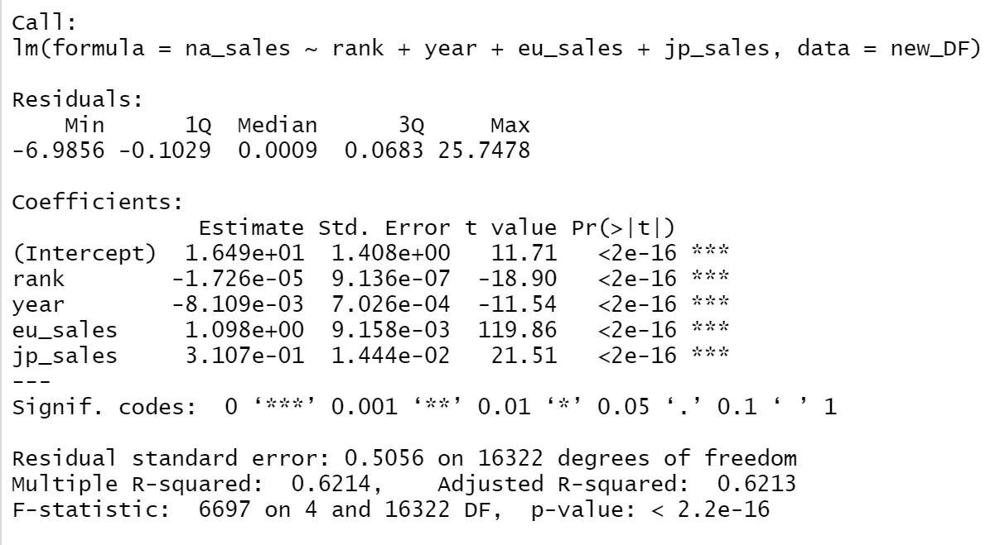 Call:
lm(formula = na_sales ~ rank + year + eu_sales + jp_sales, data = new_DF)
Residuals:
    Min      1Q  Median      3Q     Max
-6.9856 -0.1029  0.0009  0.0683 25.7478
Coefficients:
              Estimate Std. Error t value Pr(>|t|)
(Intercept)  1.649e+01  1.408e+00   11.71   <2e-16 ***
rank        -1.726e-05  9.136e-07  -18.90   <2e-16 ***
year        -8.109e-03  7.026e-04  -11.54   <2e-16 ***
eu_sales     1.098e+00  9.158e-03  119.86   <2e-16 ***
jp_sales     3.107e-01  1.444e-02   21.51   <2e-16 ***
---
Signif. codes:  0 ‘***’ 0.001 ‘**’ 0.01 ‘*’ 0.05 ‘.’ 0.1 ‘ ’ 1
Residual standard error: 0.5056 on 16322 degrees of freedom
Multiple R-squared:  0.6214,    Adjusted R-squared:  0.6213
F-statistic:  6697 on 4 and 16322 DF,  p-value: < 2.2e-16